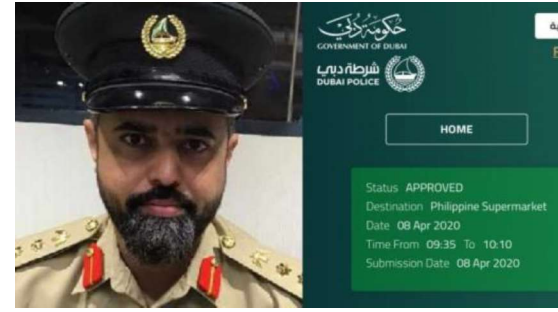 حكومة دبي
GOVERNMENT OF DUBAI
شرطة دبي
DUBAI POLICE
HOME
Status APPROVED
Destination Philippine Supermarket
Date 08 Apr 2020
Time From 09:35 To 10:10
Submission Date 08 Apr 2020